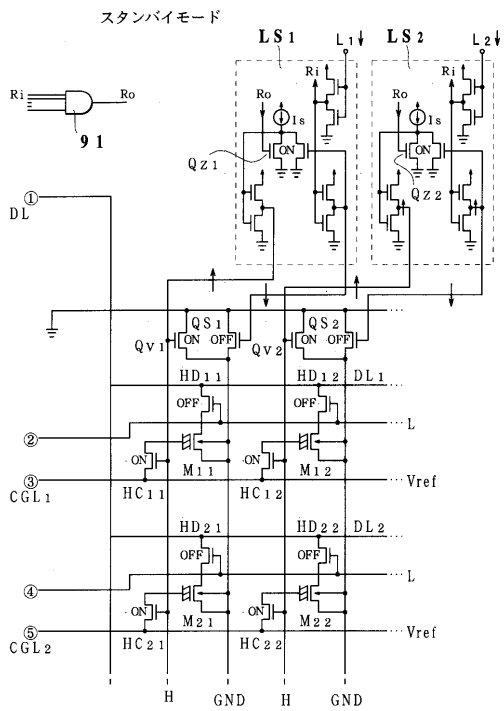 スタンバイモード
LS1 L1↓ LS2 L2↓
Ri Ro
91
Ro Is Ri ON QZ1
Ro Is Ri ON QZ2
① DL
QS1 QS2
QV1 ON OFF QV2 ON OFF
HD11 HD12 DL1 ···
OFF OFF
② ··· L
ON M11 ON M12
③ ··· Vref
CGL1 HC11 HC12
HD21 HD22 DL2 ···
OFF OFF
④ ··· L
ON M21 ON M22
⑤ ··· Vref
CGL2 HC21 HC22
H GND H GND